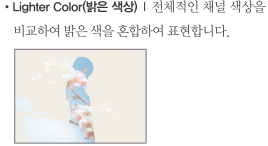 • Lighter Color(밝은 색상) | 전체적인 채널 색상을
비교하여 밝은 색을 혼합하여 표현합니다.